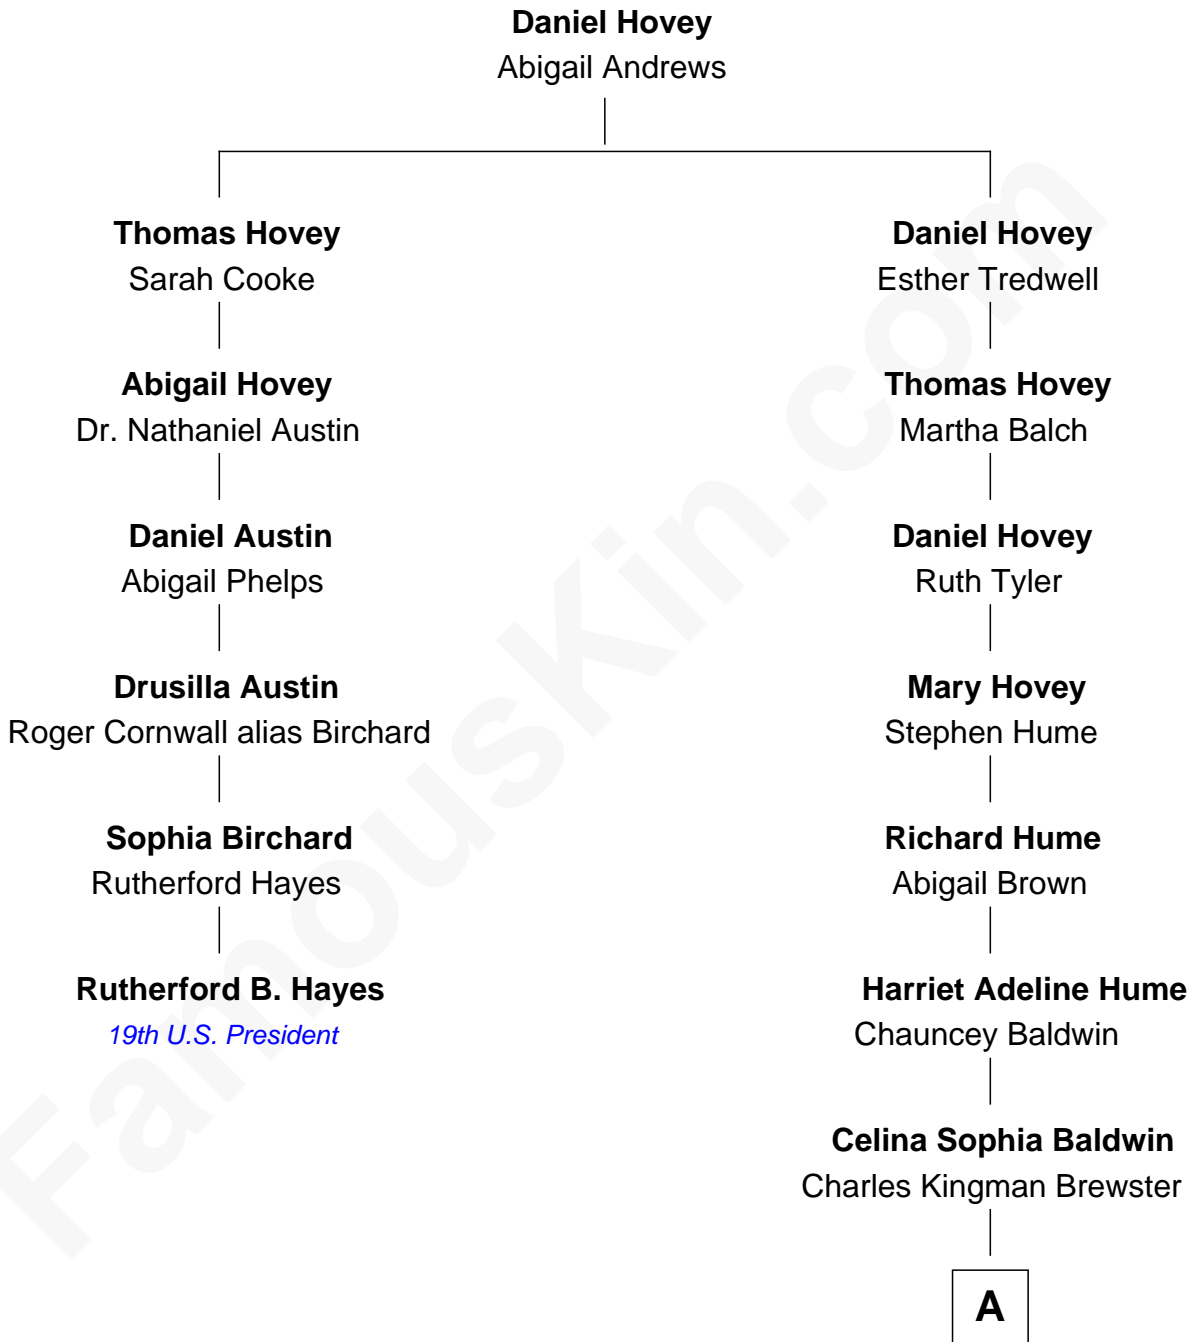 Daniel Hovey
Abigail Andrews
Thomas Hovey
Sarah Cooke
Abigail Hovey
Dr. Nathaniel Austin
Daniel Austin
Abigail Phelps
Drusilla Austin
Roger Cornwall alias Birchard
Sophia Birchard
Rutherford Hayes
Rutherford B. Hayes
19th U.S. President
Daniel Hovey
Esther Tredwell
Thomas Hovey
Martha Balch
Daniel Hovey
Ruth Tyler
Mary Hovey
Stephen Hume
Richard Hume
Abigail Brown
Harriet Adeline Hume
Chauncey Baldwin
Celina Sophia Baldwin
Charles Kingman Brewster
A
FamousKin.com